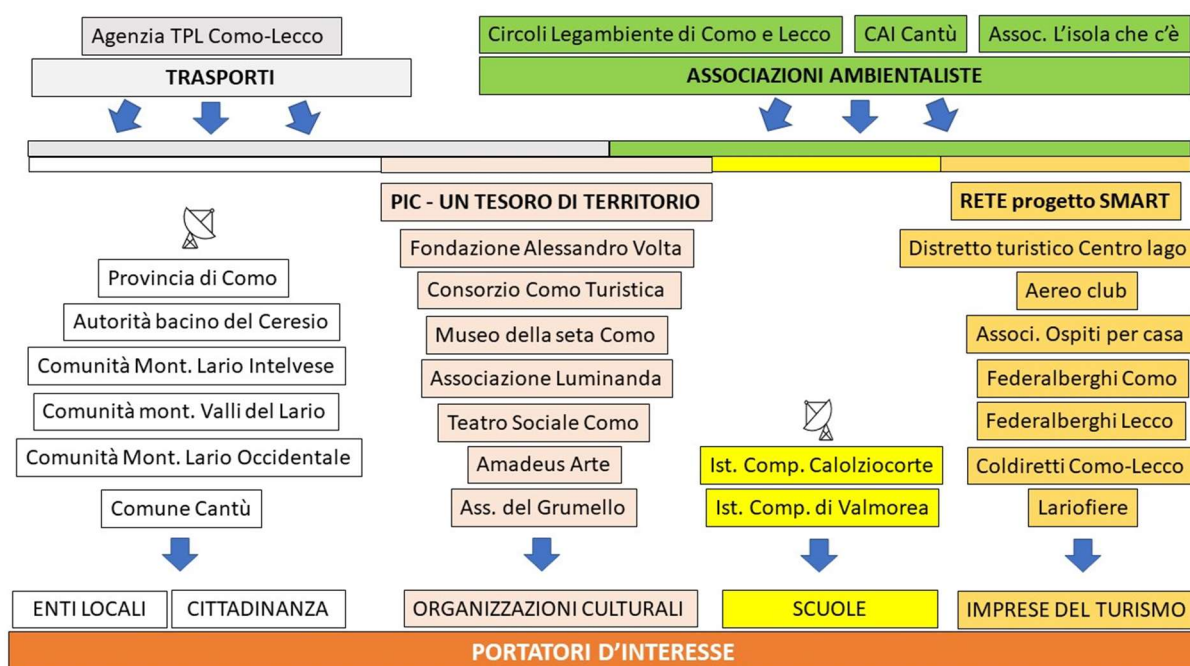 Agenzia TPL Como-Lecco
TRASPORTI
Circoli Legambiente di Como e Lecco
CAI Cantù
Assoc. L'isola che c'è
ASSOCIAZIONI AMBIENTALISTE
Provincia di Como
Autorità bacino del Ceresio
Comunità Mont. Lario Intelvese
Comunità mont. Valli del Lario
Comunità Mont. Lario Occidentale
Comune Cantù
PIC - UN TESORO DI TERRITORIO
Fondazione Alessandro Volta
Consorzio Como Turistica
Museo della seta Como
Associazione Luminanda
Teatro Sociale Como
Amadeus Arte
Ass. del Grumello
Ist. Comp. Calolziocorte
Ist. Comp. di Valmorea
RETE progetto SMART
Distretto turistico Centro lago
Aereo club
Associ. Ospiti per casa
Federalberghi Como
Federalberghi Lecco
Coldiretti Como-Lecco
Lariofiere
ENTI LOCALI
CITTADINANZA
ORGANIZZAZIONI CULTURALI
SCUOLE
IMPRESE DEL TURISMO
PORTATORI D'INTERESSE